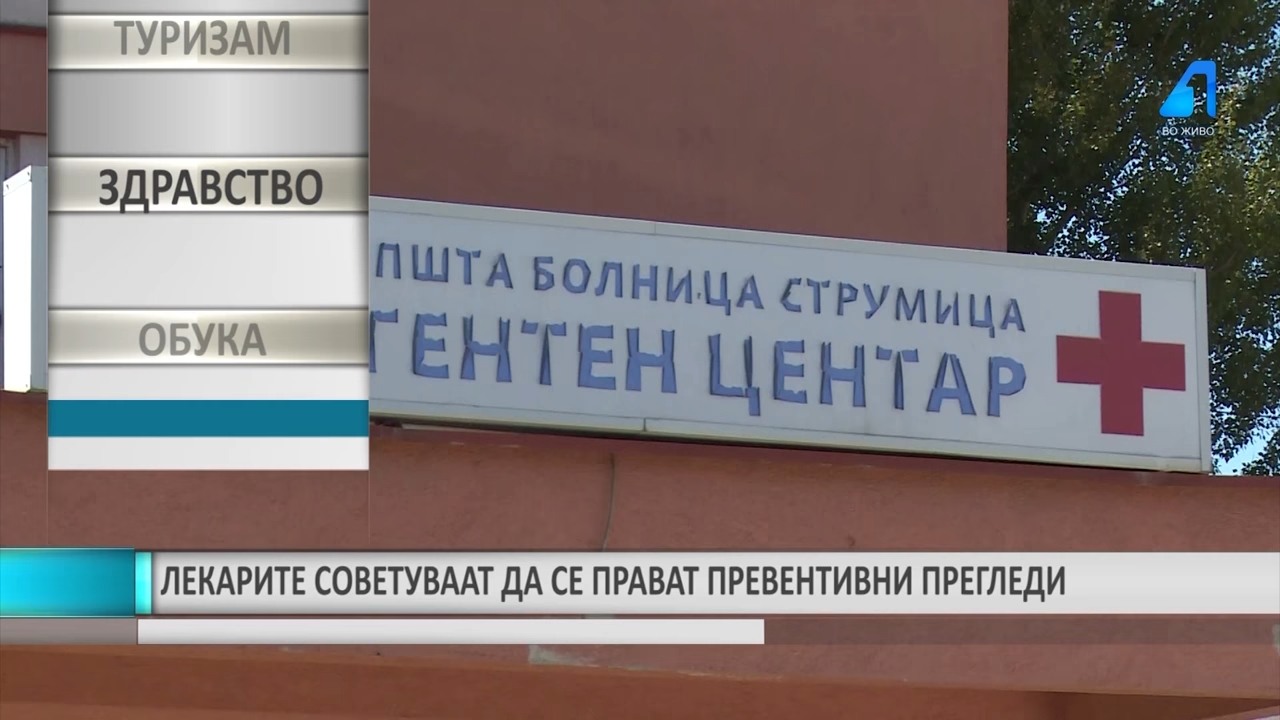 ТУРИЗАМ
ЗДРАВСТВО
ОБУКА
ВО ЖИВО
ПШТА БОЛНИЦА СТРУМИЦА
ГЕНТЕН ЦЕНТАР
ЛЕКАРИТЕ СОВЕТУВААТ ДА СЕ ПРАВАТ ПРЕВЕНТИВНИ ПРЕГЛЕДИ